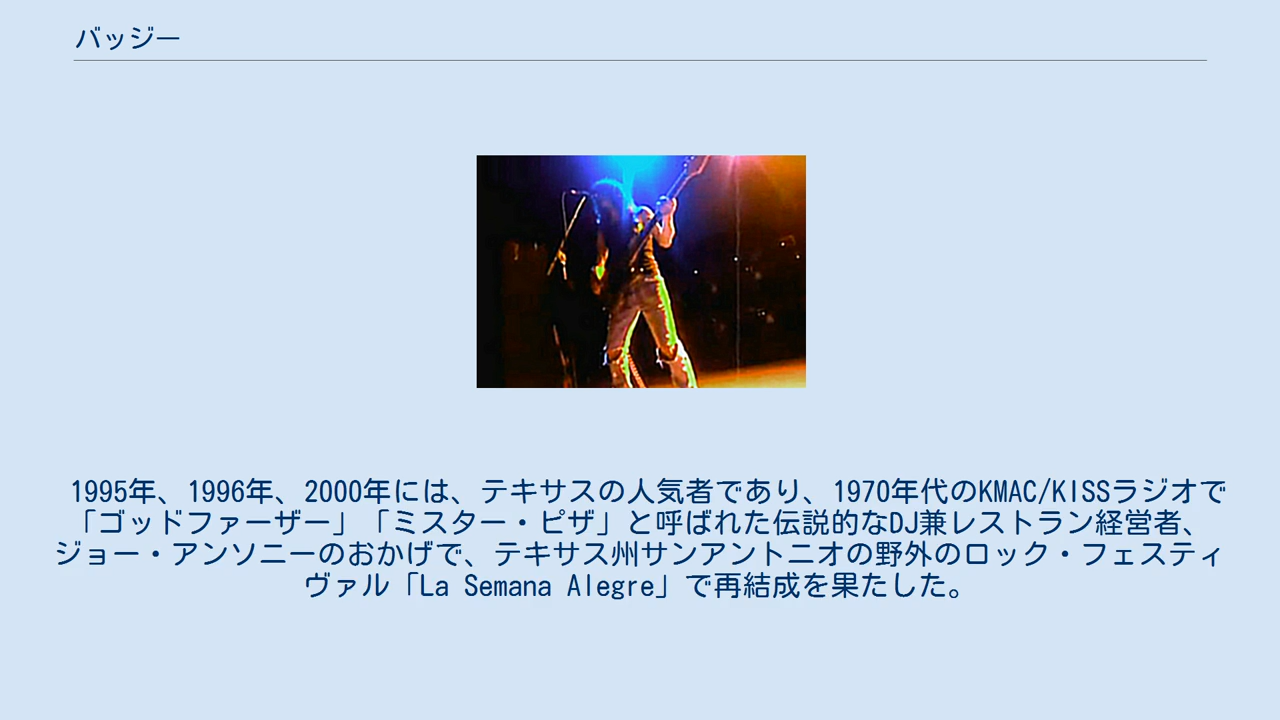 バッジー
1995年、1996年、2000年には、テキサスの人気者であり、1970年代のKMAC/KISSラジオで
「ゴッドファーザー」「ミスター・ピザ」と呼ばれた伝説的なDJ兼レストラン経営者、
ジョー・アンソニーのおかげで、テキサス州サンアントニオの野外のロック・フェスティ
ヴァル「La Semana Alegre」で再結成を果たした。